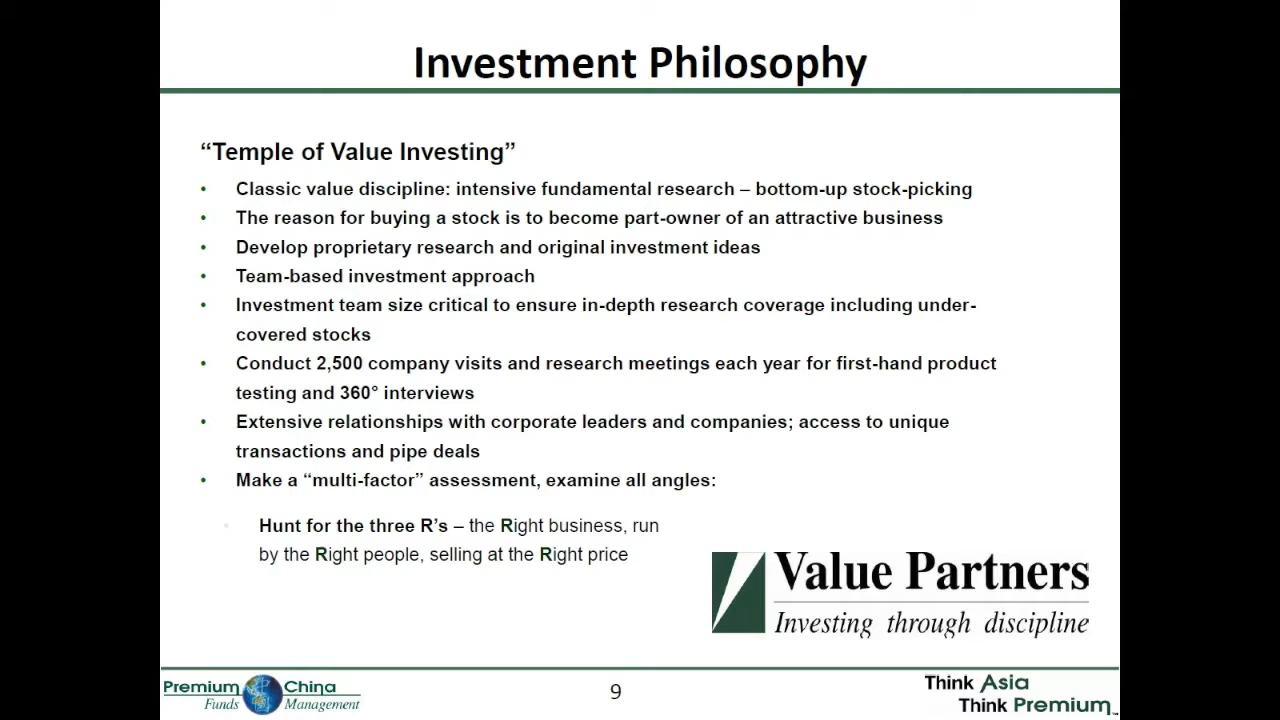 Investment Philosophy
“Temple of Value Investing”
• Classic value discipline: intensive fundamental research – bottom-up stock-picking
• The reason for buying a stock is to become part-owner of an attractive business
• Develop proprietary research and original investment ideas
• Team-based investment approach
• Investment team size critical to ensure in-depth research coverage including under-
covered stocks
• Conduct 2,500 company visits and research meetings each year for first-hand product
testing and 360° interviews
• Extensive relationships with corporate leaders and companies; access to unique
transactions and pipe deals
• Make a “multi-factor” assessment, examine all angles:
• Hunt for the three R’s – the Right business, run
by the Right people, selling at the Right price
Value Partners
Investing through discipline
Premium China
Funds Management
9
Think Asia
Think Premium™